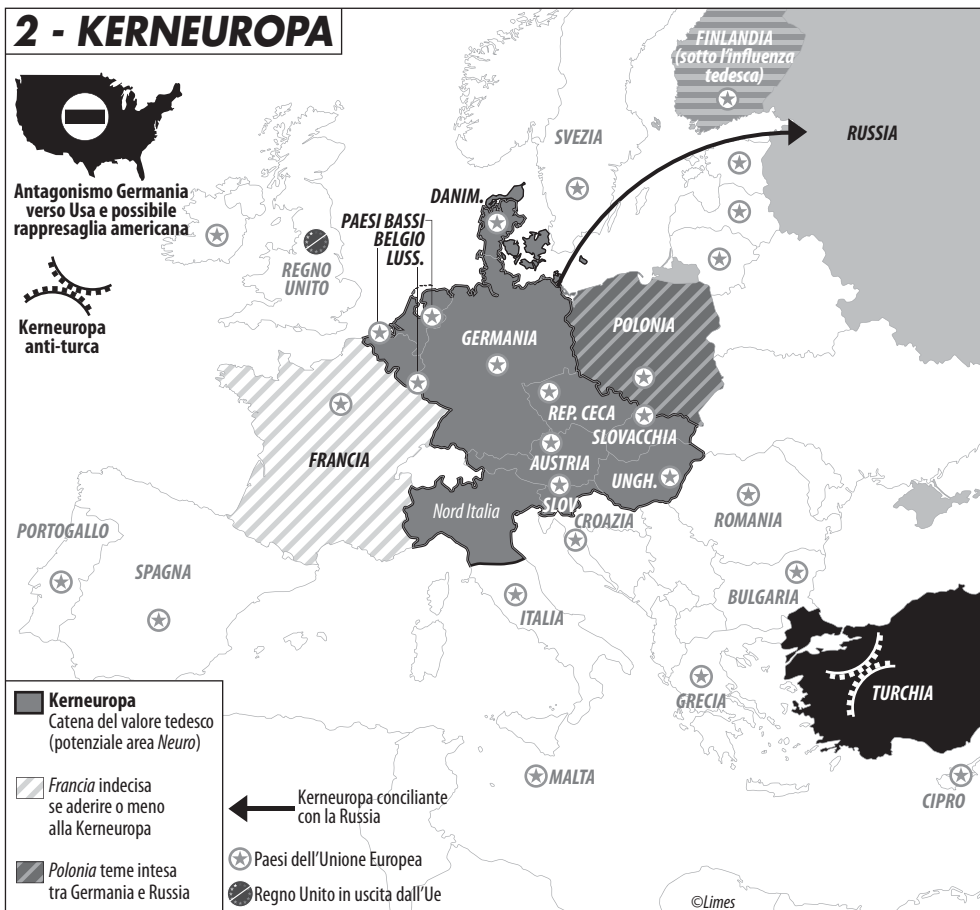 2 - KERNEUROPA
Antagonismo Germania
verso Usa e possibile
rappresaglia americana
Kerneuropa
anti-turca
FINLANDIA
(sotto l'influenza
tedesca)
RUSSIA
SVEZIA
DANIM.
PAESI BASSI
BELGIO
LUSS.
REGNO
UNITO
GERMANIA
POLONIA
REP. CECA
SLOVACCHIA
AUSTRIA
UNGH.
SLOV.
FRANCIA
Nord Italia
CROAZIA
ROMANIA
PORTOGALLO
SPAGNA
ITALIA
BULGARIA
GRECIA
TURCHIA
MALTA
CIPRO
Kerneuropa
Catena del valore tedesco
(potenziale area Neuro)
Francia indecisa
se aderire o meno
alla Kerneuropa
Polonia teme intesa
tra Germania e Russia
Kerneuropa conciliante
con la Russia
Paesi dell'Unione Europea
Regno Unito in uscita dall'Ue
©Limes